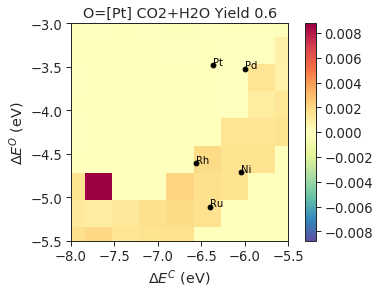 O=[Pt] CO2+H2O Yield 0.6
ΔE^O (eV)
−3.0
−3.5
−4.0
−4.5
−5.0
−5.5
Pt
Pd
Rh
Ni
Ru
0.008
0.006
0.004
0.002
0.000
−0.002
−0.004
−0.006
−0.008
−8.0 −7.5 −7.0 −6.5 −6.0 −5.5
ΔE^C (eV)